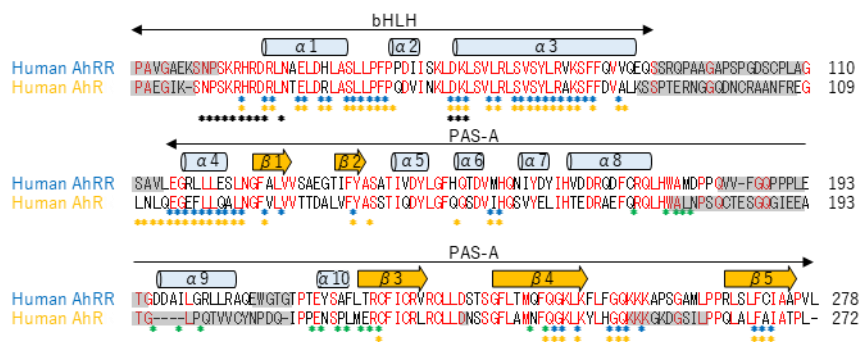 bHLH
α1 α2 α3
Human AhRR PAVGAEKSNPSKRHRDRLNAELDHLASLLPFPPDIISKLDKLSVLRLSVSYLRVKSFFQVVQEQSSRQPAAGAPSPGDSCPLAG 110
Human AhR PAEGIK-SNPSKRHRDRLNTELDRLASLLPFPQDVINKLDKLSVLRLSVSYLRAKSFFDVALKSSPTERNGGQDNCRAANFREG 109
PAS-A
α4 β1 β2 α5 α6 α7 α8
Human AhRR SAVLEGRLLLESLNGFALVVSAEGTIFYASATIVDYLGFHQTDVMHQNIYDYIHVDDRQDFCRQLHWAMDPPQVV-FGQPPPLE 193
Human AhR LNLQEGEFLLQALNGFVLVVTTDALVFYASSTIQDYLGFQQSDVIHQSVYELIHTEDRAEFQRQLHWALNPSQCTESGQGIEEA 193
PAS-A
α9 α10 β3 β4 β5
Human AhRR TGDDAILGRLLRAQEWGTGTPTEYSAFLTRCFICRVRCLLDSTSGFLTMQFQGKLKFLFGQKKKAPSGAMLPPRLSLFCIAAPVL 278
Human AhR TG----LPQTVVCYNPDQ-IPPENSPLMERCFICRLRCLLDNSSGFLAMNFQGKLKYLHGQKKKGKDGSILPPQLALFAIATPL- 272